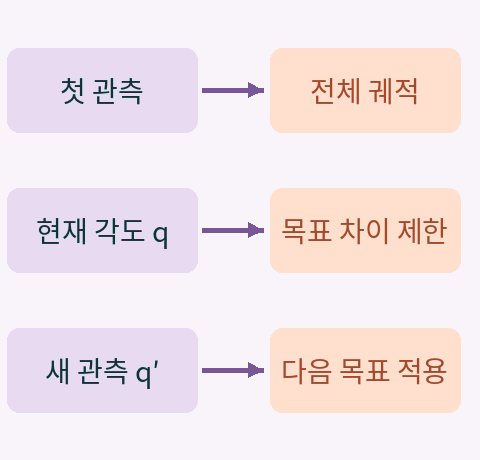 첫 관측
전체 궤적
현재 각도 q
목표 차이 제한
새 관측 q′
다음 목표 적용